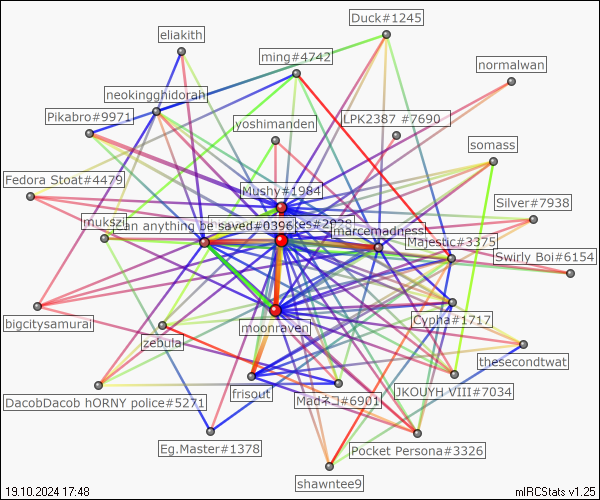 Duck#1245
eliakith
ming#4742
normalwan
neokingghidorah
Pikabro#9971
LPK2387 #7690
yoshimanden
somass
Fedora Stoat#4479
Mushy#1984
Silver#7938
mukszi
Can anything be saved#0396
es#2029
marcemadness
Majestic#3375
Swirly Boi#6154
bigcitysamurai
moonraven
Cypha#1717
zebula
thesecondtwat
frisout
Madネコ#6901
JKOUYH VIII#7034
DacobDacob hORNY police#5271
Eg.Master#1378
Pocket Persona#3326
shawntee9
19.10.2024 17:48
mIRCStats v1.25